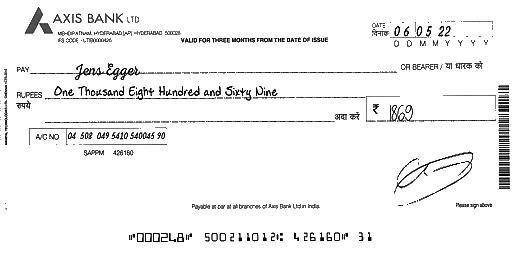 AXIS BANK LTD
MEHDIPATNAM, HYDERABAD [AP] HYDERABAD 500028
IFS CODE - UTIB0000426
VALID FOR THREE MONTHS FROM THE DATE OF ISSUE
DATE
दिनांक 06 05 22
D D M M Y Y Y Y
PAY Jens Egger OR BEARER / या धारक को
RUPEES One Thousand Eight Hundred and Sixty Nine
रुपये अदा करें ₹ 1869
A/C NO 04 508 049 5410 540045 90
SAPPM 426160
Payable at par at all branches of Axis Bank Ltd in India.
Please sign above
⑈000248⑈ 500211012⑆ 426160⑈ 31